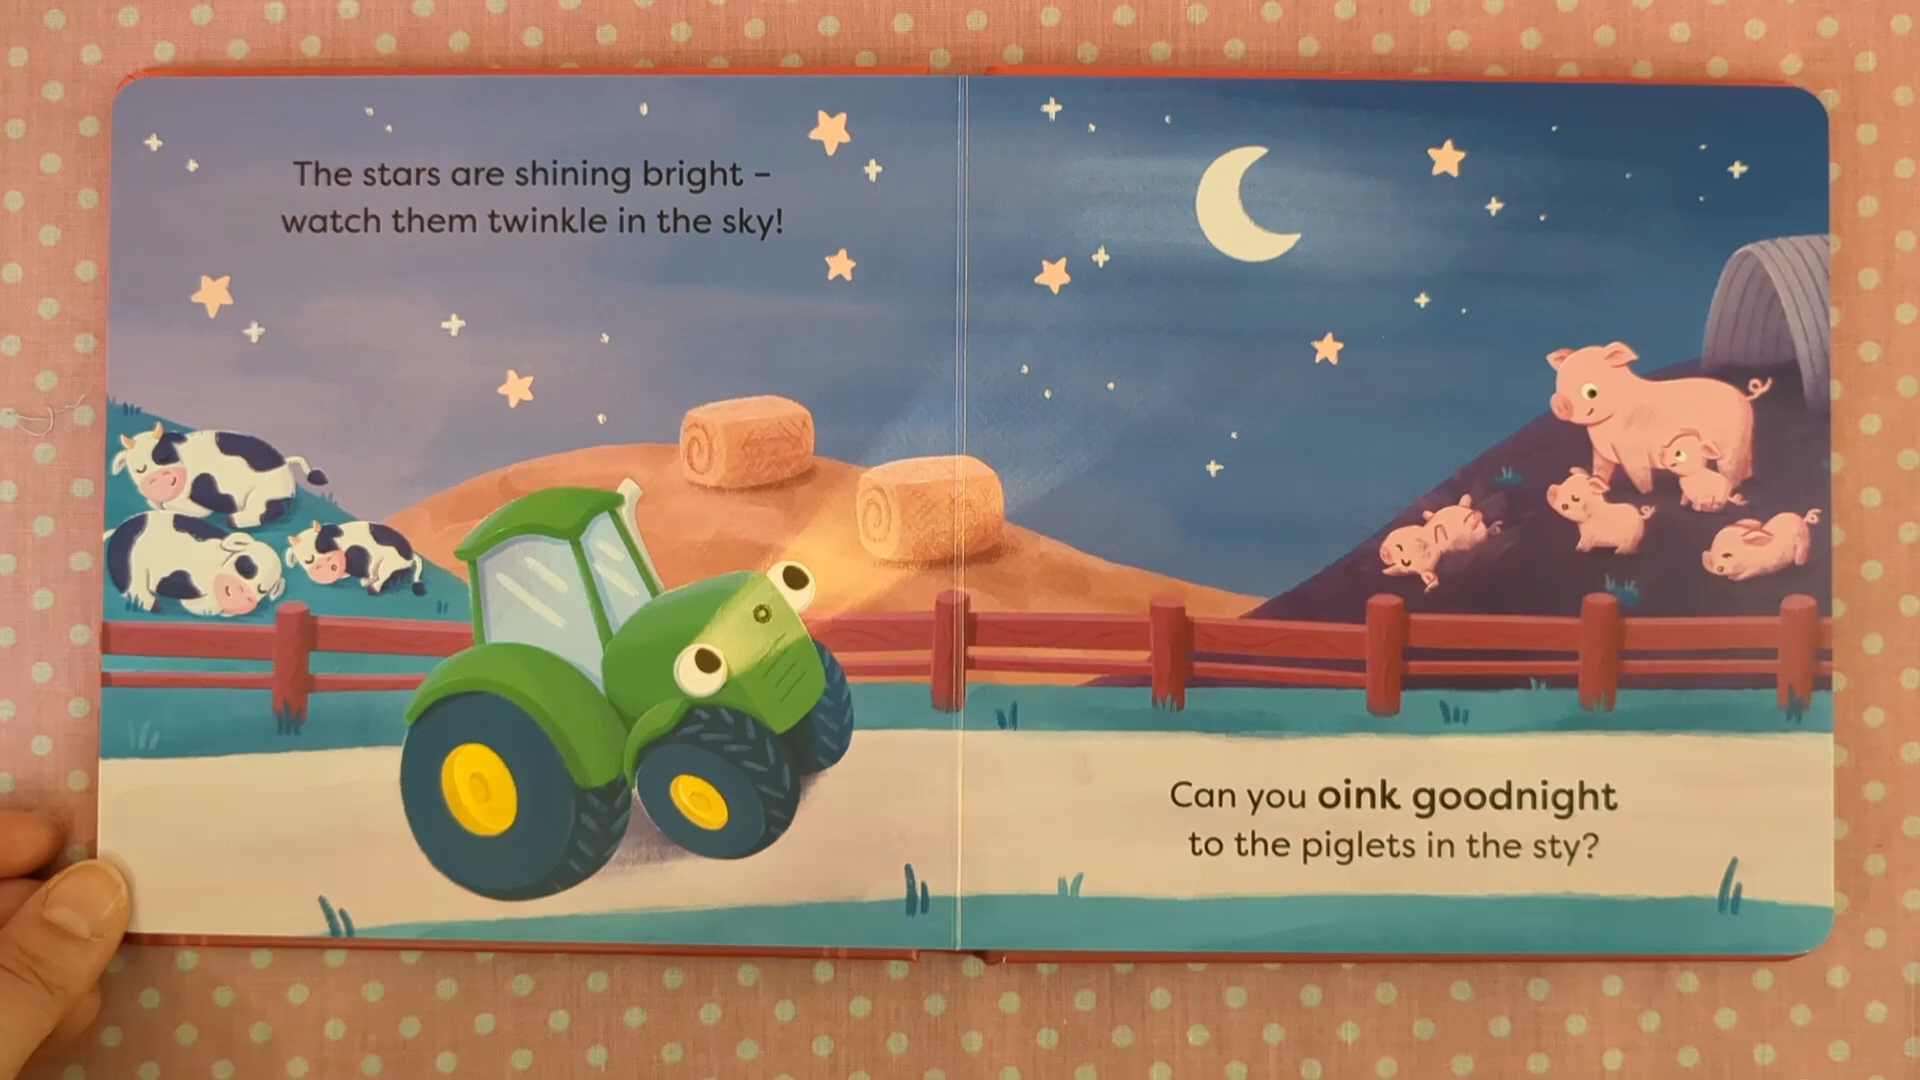 The stars are shining bright –
watch them twinkle in the sky!
Can you oink goodnight
to the piglets in the sty?